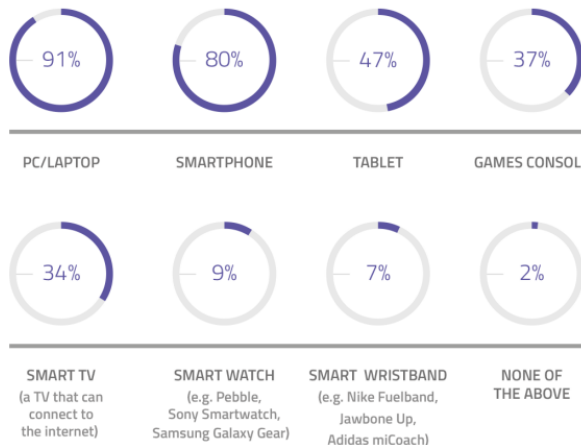 91%
80%
47%
37%
PC/LAPTOP
SMARTPHONE
TABLET
GAMES CONSOL
34%
9%
7%
2%
SMART TV
(a TV that can
connect to
the internet)
SMART WATCH
(e.g. Pebble,
Sony Smartwatch,
Samsung Galaxy Gear)
SMART WRISTBAND
(e.g. Nike Fuelband,
Jawbone Up,
Adidas miCoach)
NONE OF
THE ABOVE